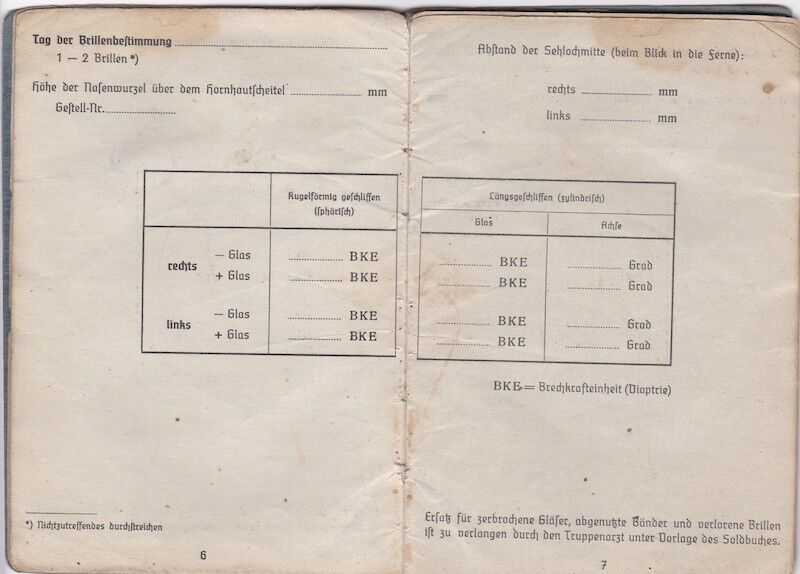 Tag der Brillenbestimmung
1 — 2 Brillen *)
Höhe der Nasenwurzel über dem Hornhautscheitel mm
Gestell-Nr.
Kugelförmig geschliffen
(sphärisch)
rechts — Glas BKE
+ Glas BKE
links — Glas BKE
+ Glas BKE
*) Nichtzutreffendes durchstreichen
6
Abstand der Sehlochmitte (beim Blick in die Ferne):
rechts mm
links mm
Längsgeschliffen (zylindrisch)
Glas Achse
BKE Grad
BKE Grad
BKE Grad
BKE Grad
BKE = Brechkrafteinheit (Dioptrie)
Ersatz für zerbrochene Gläser, abgenutzte Bänder und verlorene Brillen
ist zu verlangen durch den Truppenarzt unter Vorlage des Soldbuches.
7